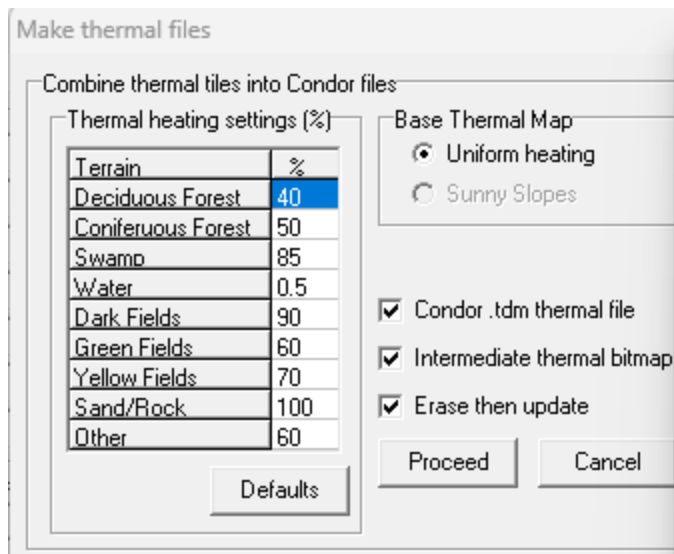 Make thermal files
Combine thermal tiles into Condor files
Thermal heating settings (%)
Terrain %
Deciduous Forest 40
Coniferuous Forest 50
Swamp 85
Water 0.5
Dark Fields 90
Green Fields 60
Yellow Fields 70
Sand/Rock 100
Other 60
Defaults
Base Thermal Map
Uniform heating
Sunny Slopes
Condor .tdm thermal file
Intermediate thermal bitmap
Erase then update
Proceed
Cancel